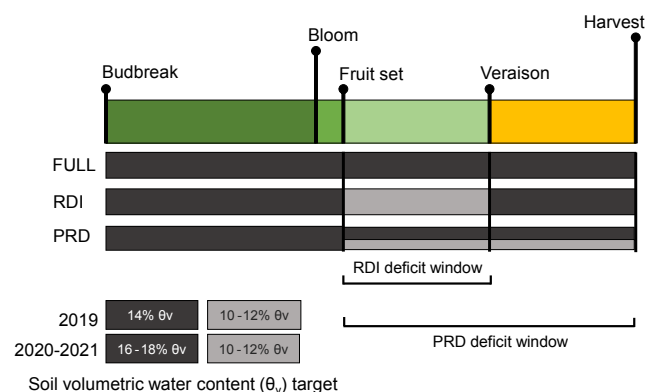 Harvest
Bloom
Budbreak
Fruit set
Veraison
FULL
RDI
PRD
RDI deficit window
2019 14% θv 10-12% θv
PRD deficit window
2020-2021 16-18% θv 10-12% θv
Soil volumetric water content (θᵥ) target